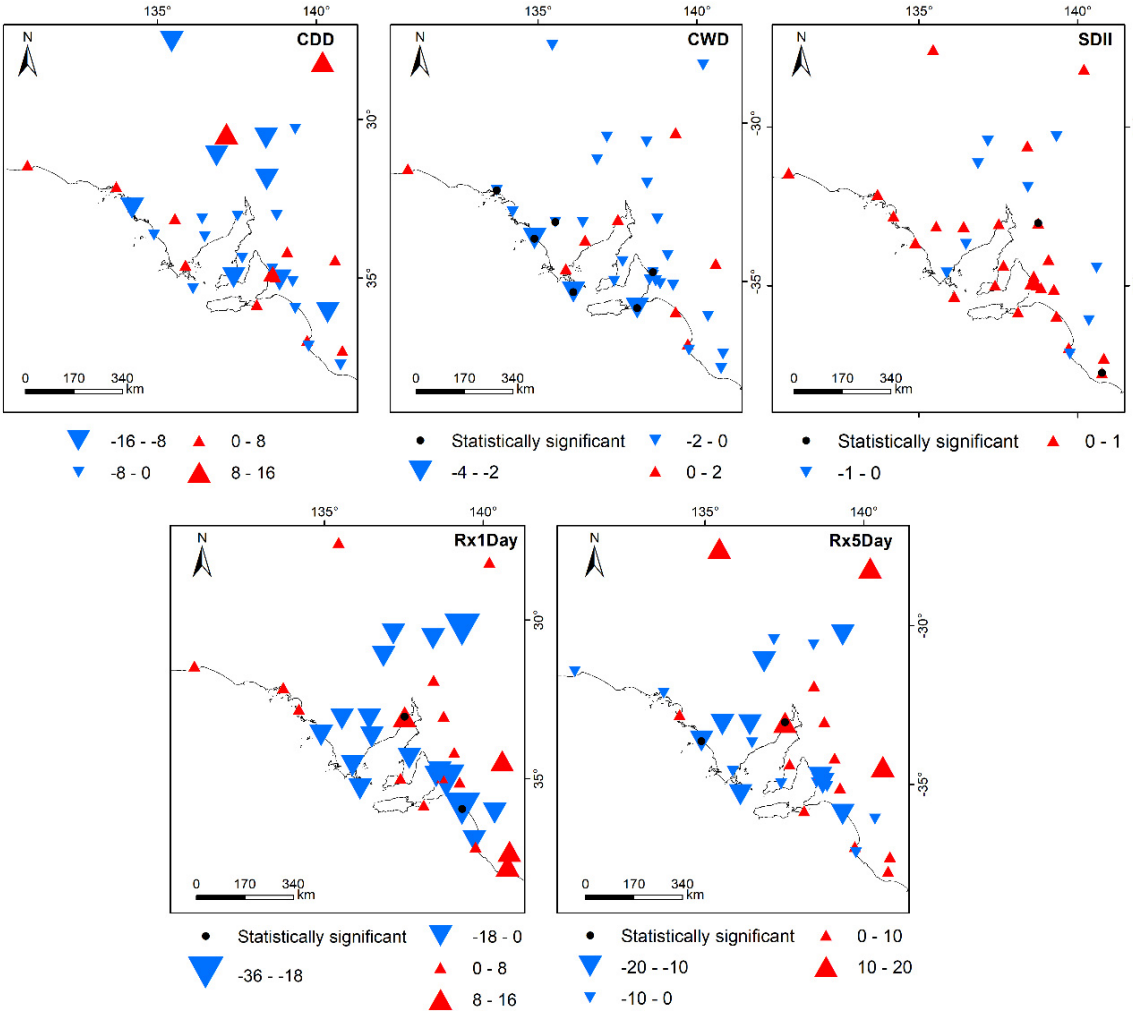 135° 140° 135° 140° 135° 140°
N CDD N CWD N SDII
30° -30°
35° -35° -35°
0 170 340 0 170 340 0 170 340
km km km
-16 - -8 0 - 8 Statistically significant -2 - 0 Statistically significant 0 - 1
-8 - 0 8 - 16 -4 - -2 0 - 2 -1 - 0
135° 140° 135° 140°
N Rx1Day N Rx5Day
30° -30°
35° -35°
0 170 340 0 170 340
km km
Statistically significant -18 - 0 Statistically significant 0 - 10
-36 - -18 0 - 8 -20 - -10 10 - 20
8 - 16 -10 - 0